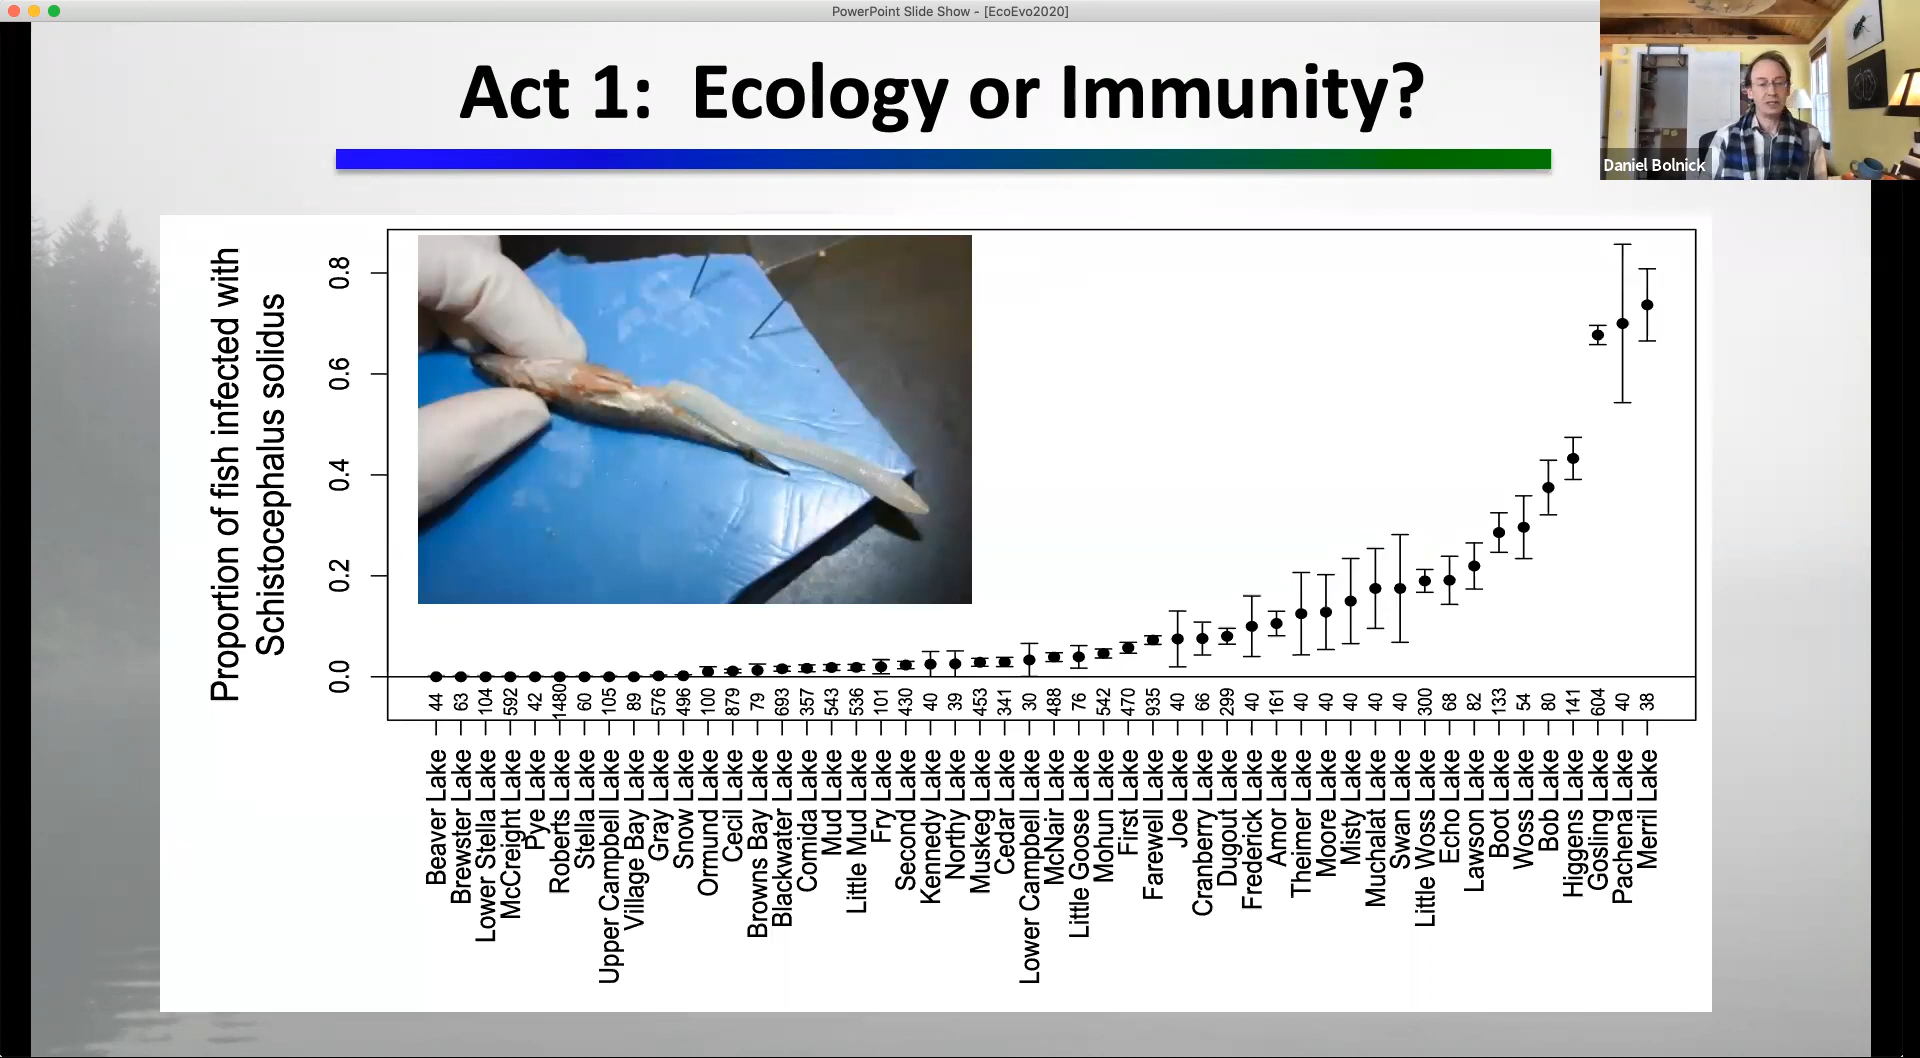 PowerPoint Slide Show - [EcoEvo2020]
Act 1: Ecology or Immunity?
Daniel Bolnick
Proportion of fish infected with
Schistocephalus solidus
0.8
0.6
0.4
0.2
0.0
44 63 104 592 42 1480 60 105 89 576 496 100 879 79 693 357 543 536 101 430 40 39 453 341 30 488 76 542 470 935 40 66 299 40 161 40 40 40 40 40 300 68 82 133 54 80 141 604 40 38
Beaver Lake
Brewster Lake
Lower Stella Lake
McCreight Lake
Pye Lake
Roberts Lake
Stella Lake
Upper Campbell Lake
Village Bay Lake
Gray Lake
Snow Lake
Ormund Lake
Cecil Lake
Browns Bay Lake
Blackwater Lake
Comida Lake
Mud Lake
Little Mud Lake
Fry Lake
Second Lake
Kennedy Lake
Northy Lake
Muskeg Lake
Cedar Lake
Lower Campbell Lake
McNair Lake
Little Goose Lake
Mohun Lake
First Lake
Farewell Lake
Joe Lake
Cranberry Lake
Dugout Lake
Frederick Lake
Amor Lake
Theimer Lake
Moore Lake
Misty Lake
Muchalat Lake
Swan Lake
Little Woss Lake
Echo Lake
Lawson Lake
Boot Lake
Woss Lake
Bob Lake
Higgens Lake
Gosling Lake
Pachena Lake
Merril Lake